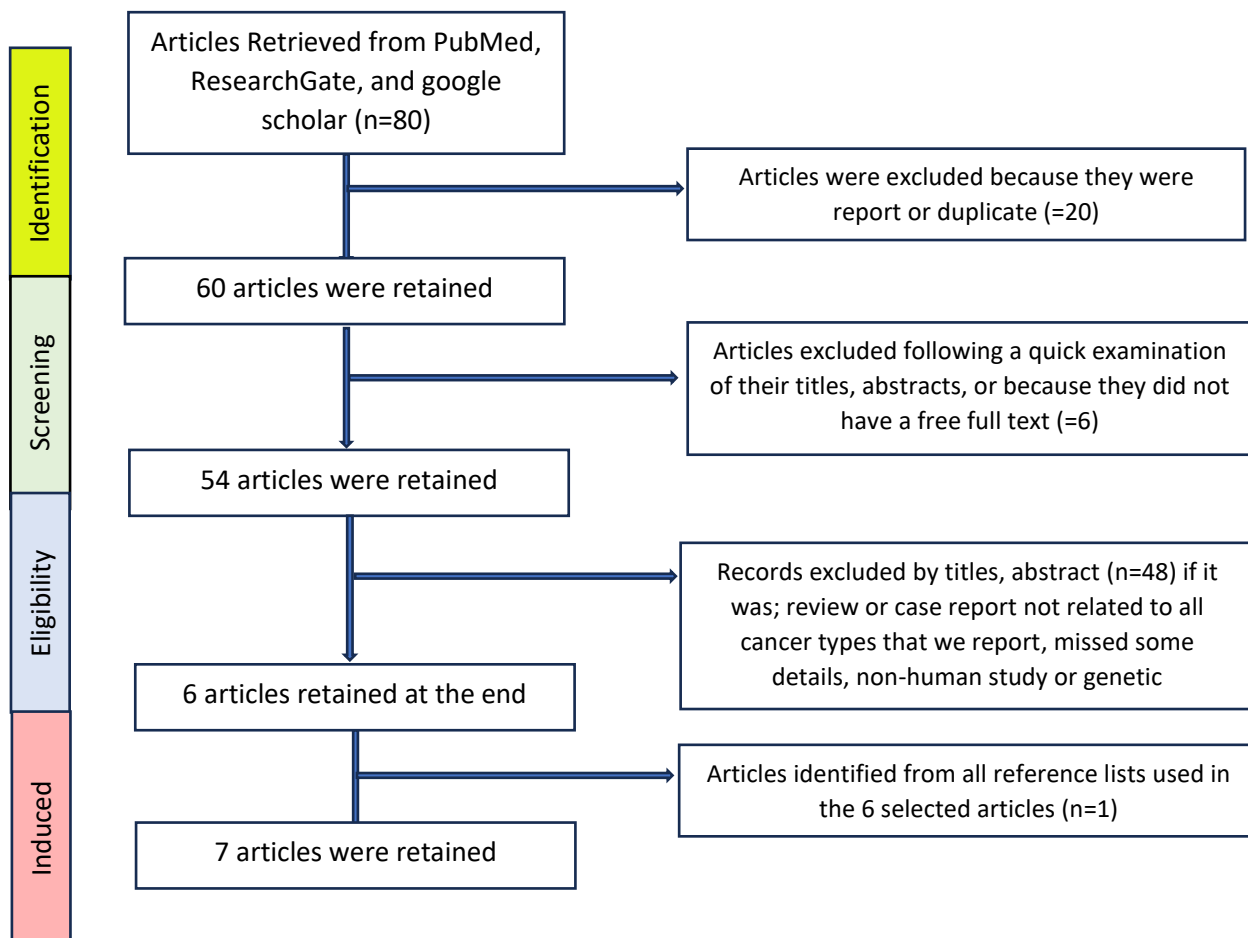 Identification
Articles Retrieved from PubMed,
ResearchGate, and google
scholar (n=80)
Articles were excluded because they were
report or duplicate (=20)
60 articles were retained
Screening
Articles excluded following a quick examination
of their titles, abstracts, or because they did not
have a free full text (=6)
54 articles were retained
Eligibility
Records excluded by titles, abstract (n=48) if it
was; review or case report not related to all
cancer types that we report, missed some
details, non-human study or genetic
6 articles retained at the end
Induced
Articles identified from all reference lists used in
the 6 selected articles (n=1)
7 articles were retained